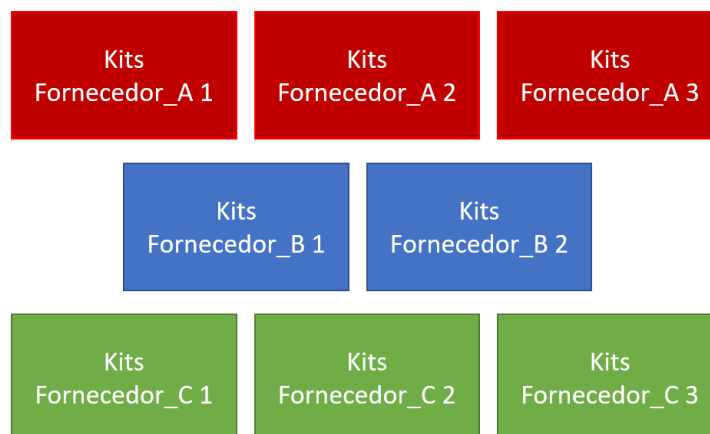 Kits
Fornecedor_A 1
Kits
Fornecedor_A 2
Kits
Fornecedor_A 3
Kits
Fornecedor_B 1
Kits
Fornecedor_B 2
Kits
Fornecedor_C 1
Kits
Fornecedor_C 2
Kits
Fornecedor_C 3